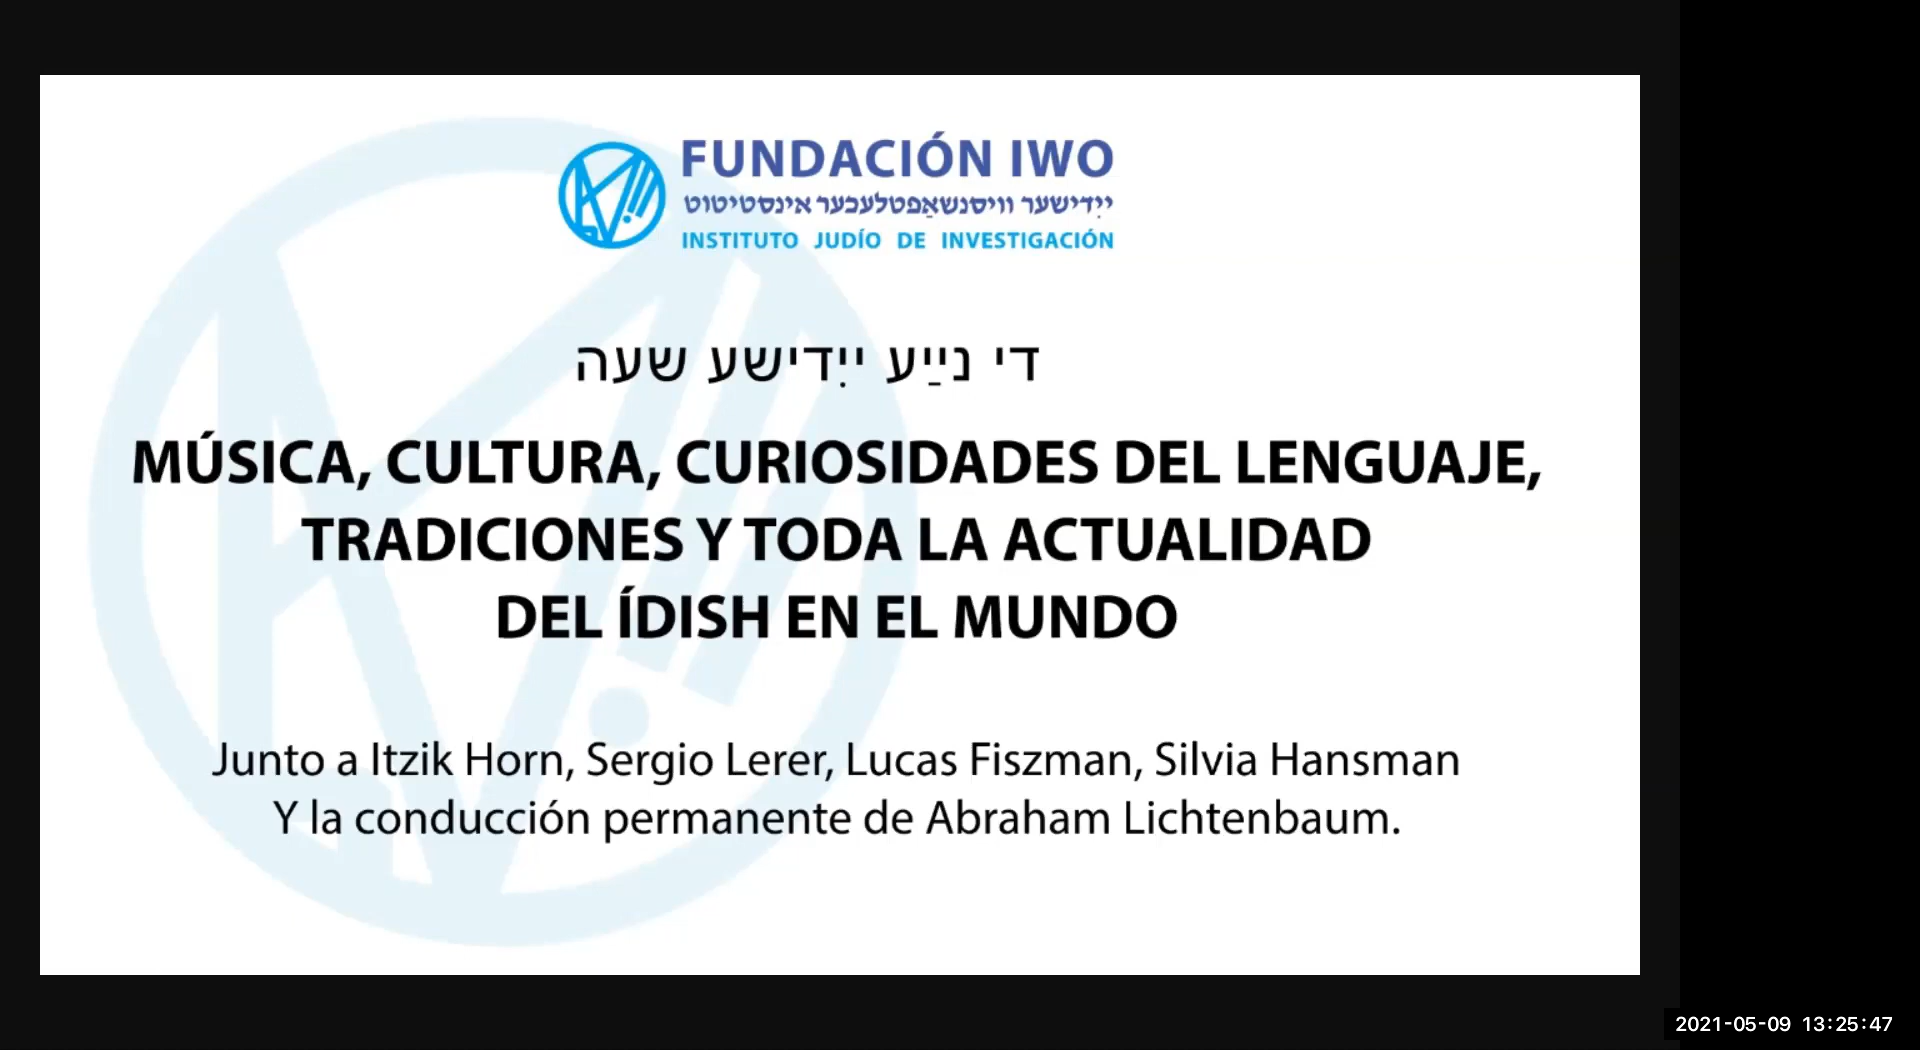 FUNDACIÓN IWO
ייִדישער װיסנשאַפטלעכער אינסטיטוט
INSTITUTO JUDÍO DE INVESTIGACIÓN
די נײַע ייִדישע שעה
MÚSICA, CULTURA, CURIOSIDADES DEL LENGUAJE,
TRADICIONES Y TODA LA ACTUALIDAD
DEL ÍDISH EN EL MUNDO
Junto a Itzik Horn, Sergio Lerer, Lucas Fiszman, Silvia Hansman
Y la conducción permanente de Abraham Lichtenbaum.
2021-05-09 13:25:47